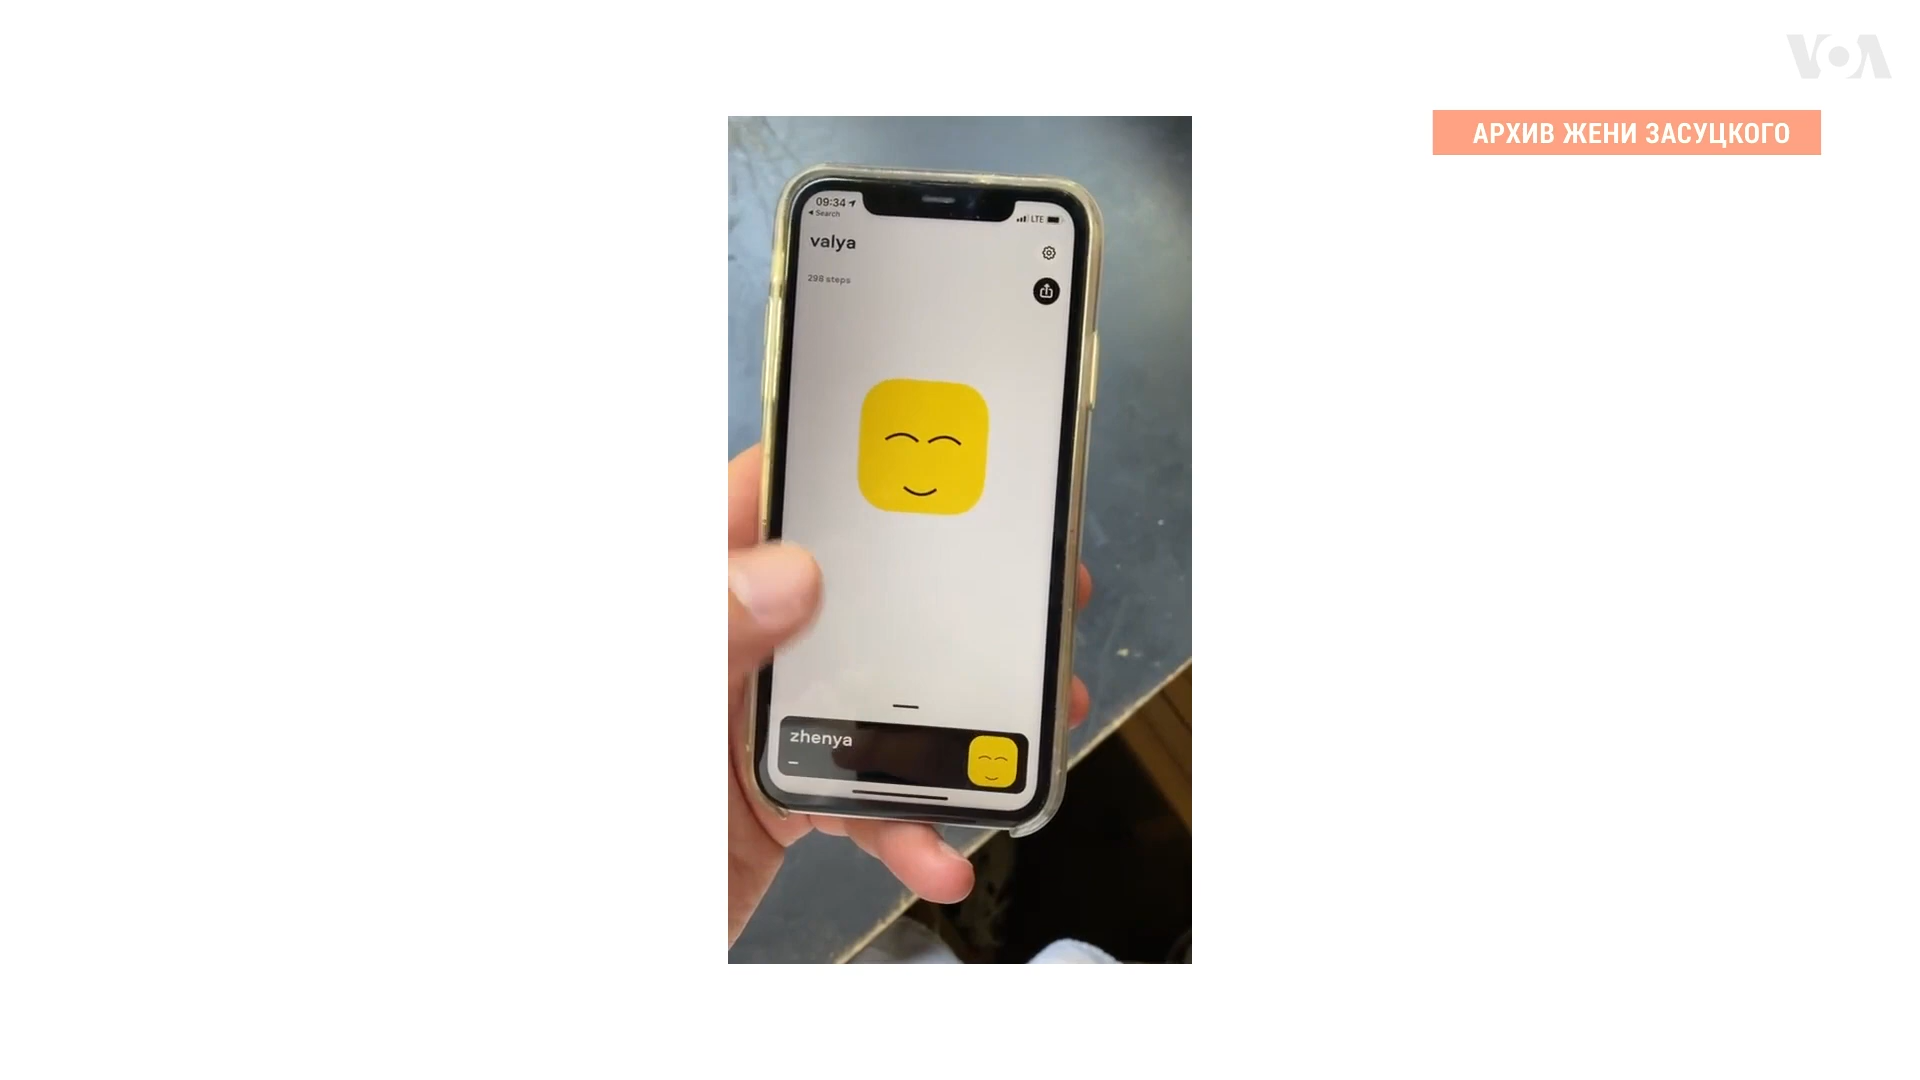 VOA
АРХИВ ЖЕНИ ЗАСУЦКОГО
09:34
Search
LTE
valya
298 steps
zhenya